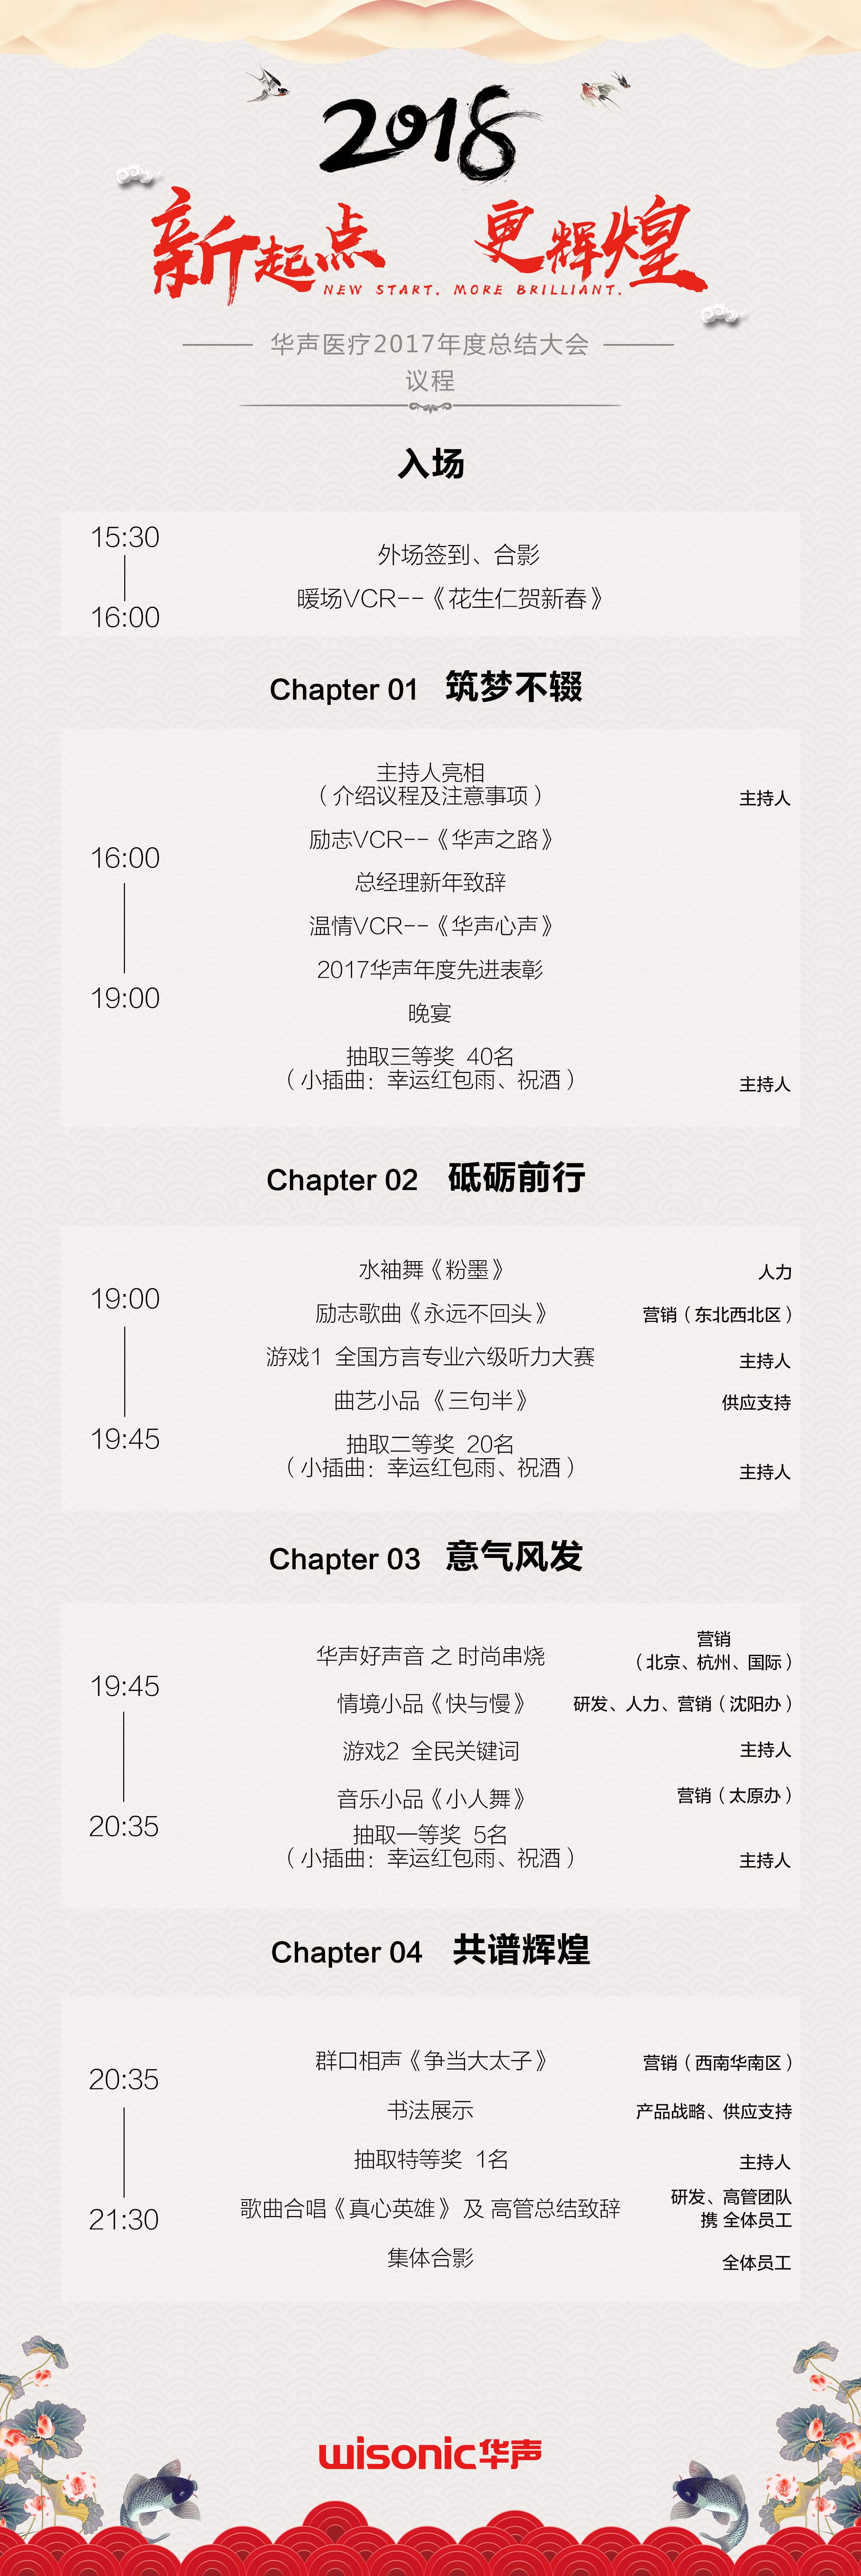 2018
新起点 更辉煌
NEW START, MORE BRILLIANT.
华声医疗2017年度总结大会
议程
入场
15:30
16:00
外场签到、合影
暖场VCR--《花生仁贺新春》
Chapter 01 筑梦不辍
16:00
19:00
主持人亮相
（介绍议程及注意事项） 主持人
励志VCR--《华声之路》
总经理新年致辞
温情VCR--《华声心声》
2017华声年度先进表彰
晚宴
抽取三等奖 40名
（小插曲：幸运红包雨、祝酒） 主持人
Chapter 02 砥砺前行
19:00
19:45
水袖舞《粉墨》 人力
励志歌曲《永远不回头》 营销（东北西北区）
游戏1 全国方言专业六级听力大赛 主持人
曲艺小品《三句半》 供应支持
抽取二等奖 20名
（小插曲：幸运红包雨、祝酒） 主持人
Chapter 03 意气风发
19:45
20:35
华声好声音 之 时尚串烧 营销
（北京、杭州、国际）
情境小品《快与慢》 研发、人力、营销（沈阳办）
游戏2 全民关键词 主持人
音乐小品《小人舞》 营销（太原办）
抽取一等奖 5名
（小插曲：幸运红包雨、祝酒） 主持人
Chapter 04 共谱辉煌
20:35
21:30
群口相声《争当大太子》 营销（西南华南区）
书法展示 产品战略、供应支持
抽取特等奖 1名 主持人
歌曲合唱《真心英雄》 及 高管总结致辞 研发、高管团队
携 全体员工
集体合影 全体员工
wisonic华声